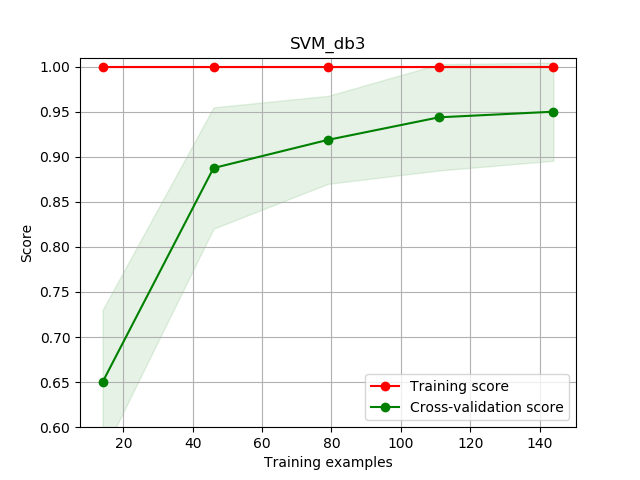 SVM_db3
1.00
0.95
0.90
0.85
0.80
0.75
0.70
0.65
0.60
Score
20 40 60 80 100 120 140
Training examples
Training score
Cross-validation score